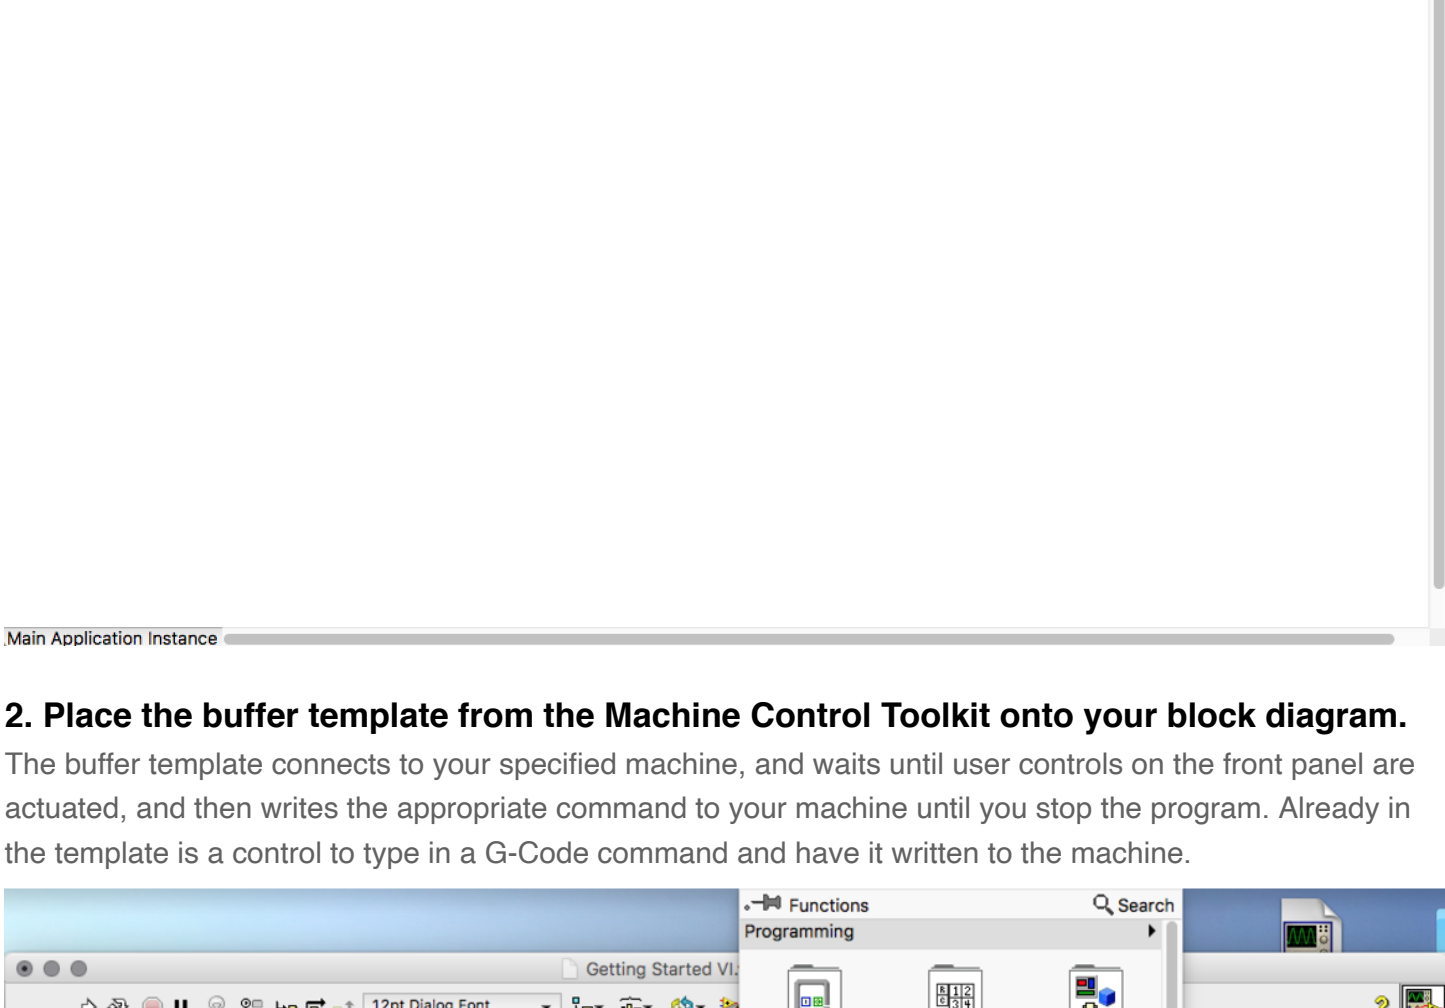 Main Application Instance
2. Place the buffer template from the Machine Control Toolkit onto your block diagram.
The buffer template connects to your specified machine, and waits until user controls on the front panel are
actuated, and then writes the appropriate command to your machine until you stop the program. Already in
the template is a control to type in a G-Code command and have it written to the machine.
Functions Search
Programming
Getting Started VI.
12pt Dialog Font